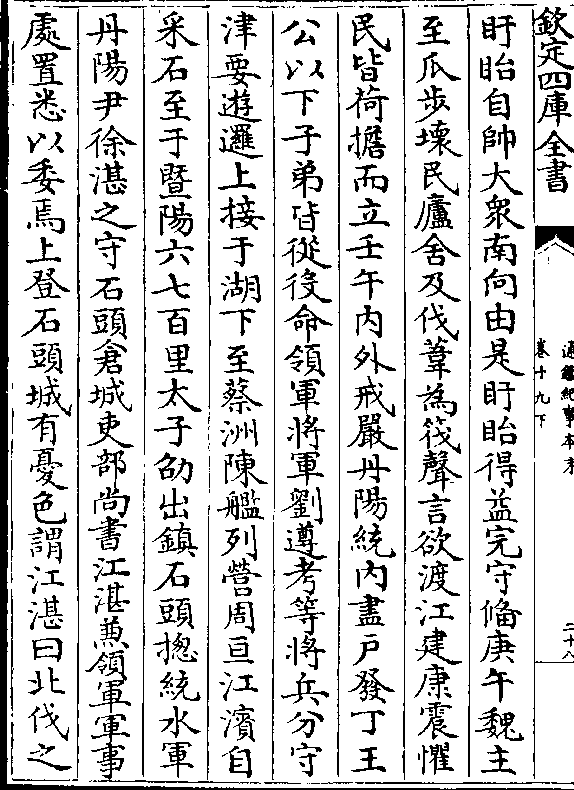 欽定四庫全書
通鑑紀事本末
卷十九下
二十八
盱眙自帥大衆南向由是盱眙得益完守備庚午魏主
至瓜步壞民廬舍及伐葦為筏聲言欲渡江建康震懼
民皆荷擔而立壬午内外戒嚴丹陽統内盡户發丁王
公以下子弟皆從役命領軍將軍劉遵考等將兵分守
津要遊邏上接于湖下至蔡洲陳艦列營周亘江濱自
采石至于暨陽六七百里太子劭出鎮石頭揔統水軍
丹陽尹徐湛之守石頭倉城吏部尚書江湛兼領軍軍事
處置悉以委焉上登石頭城有憂色謂江湛曰北伐之